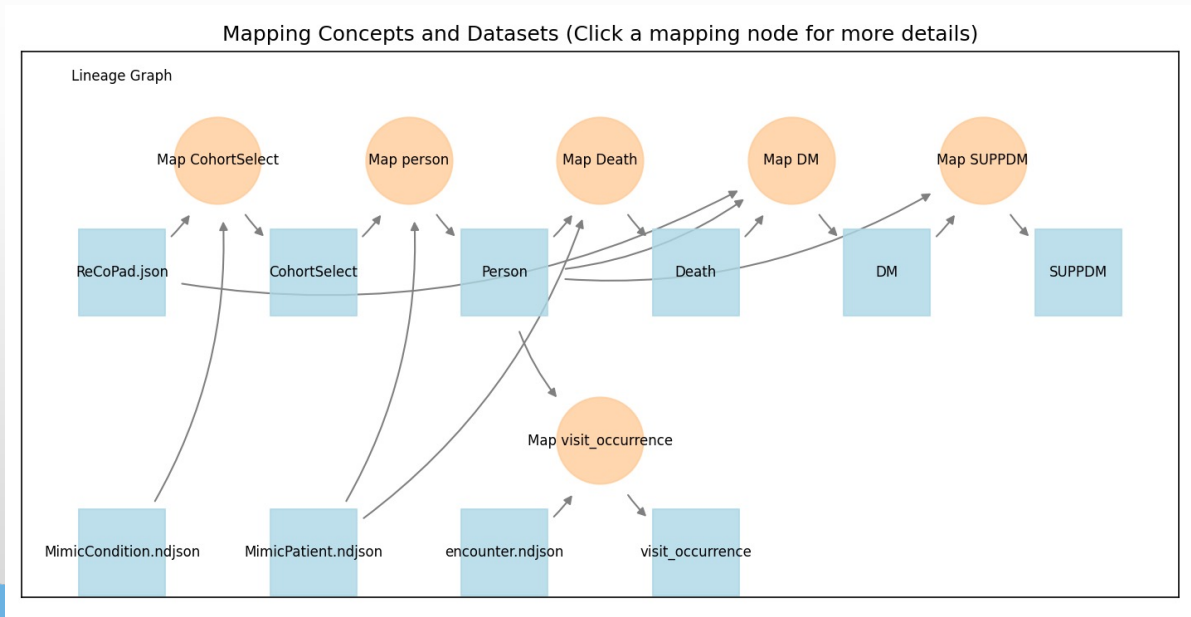 Mapping Concepts and Datasets (Click a mapping node for more details)
Lineage Graph
Map CohortSelect
Map person
Map Death
Map DM
Map SUPPDM
ReCoPad.json
CohortSelect
Person
Death
DM
SUPPDM
Map visit_occurrence
MimicCondition.ndjson
MimicPatient.ndjson
encounter.ndjson
visit_occurrence